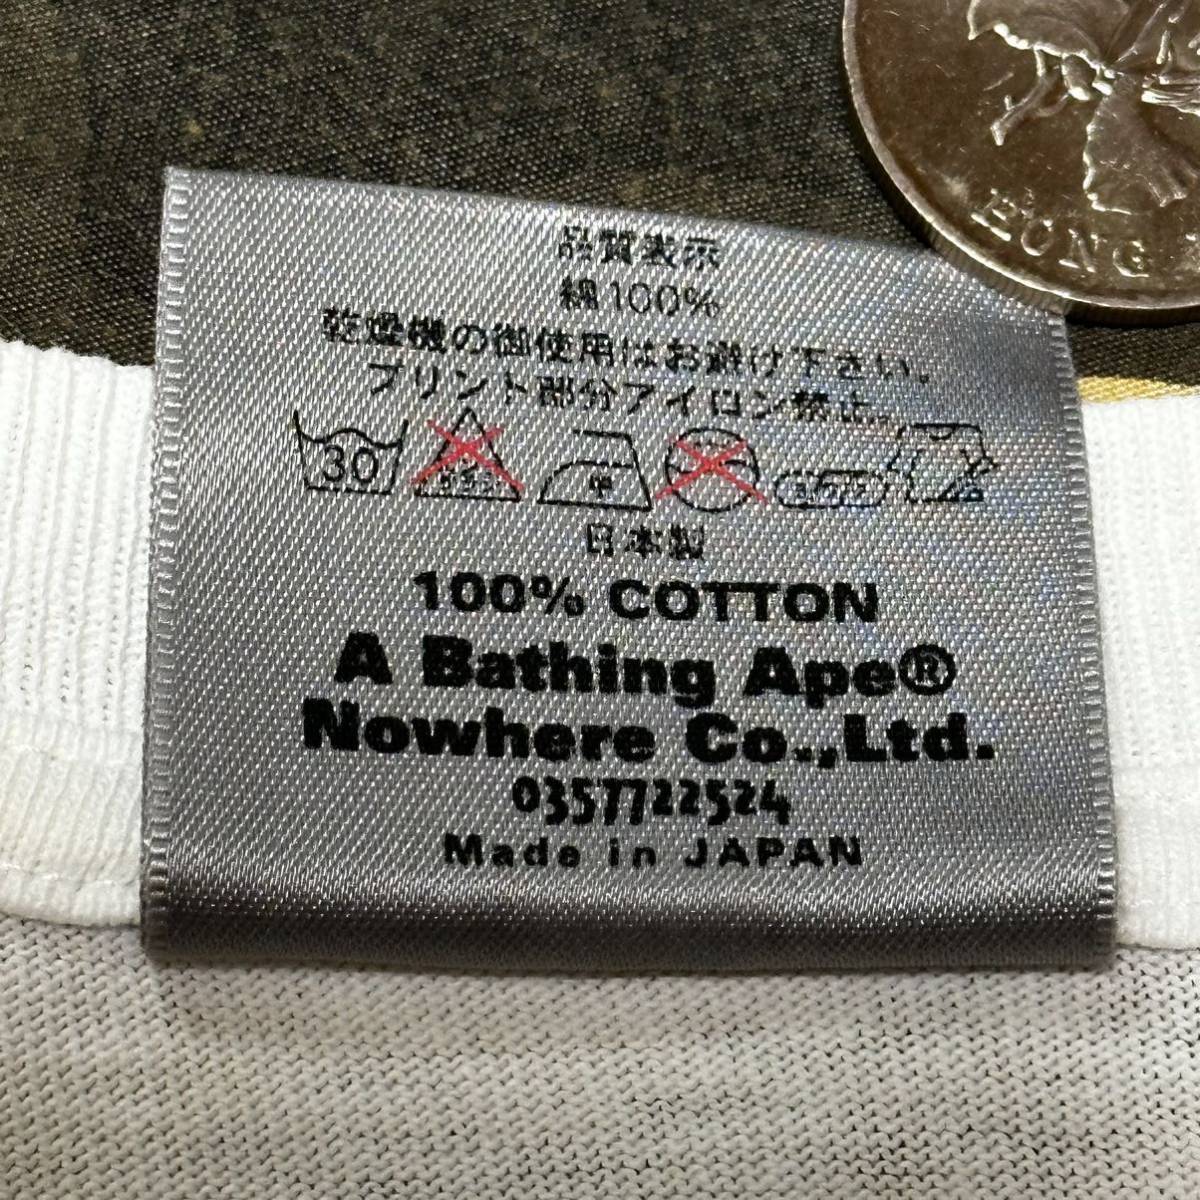 品質表示
綿100%
乾燥機の御使用はお避け下さい。
プリント部分アイロン禁止。
30 中
日本製
100% COTTON
A Bathing Ape®
Nowhere Co.,Ltd.
0357722524
Made in JAPAN
KONG